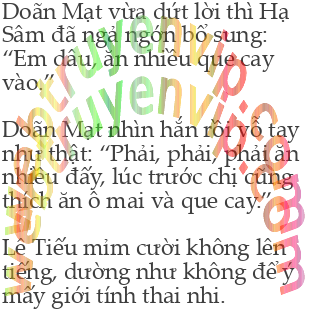 Doãn Mạt vừa dứt lời thì Hạ
Sâm đã ngả ngớn bổ sung:
“Em dâu, ăn nhiều que cay
vào.”
Doãn Mạt nhìn hắn rồi vỗ tay
như thật: “Phải, phải, phải ăn
nhiều đấy, lúc trước chị cũng
thích ăn ô mai và que cay.”
Lê Tiếu mỉm cười không lên
tiếng, dường như không để ý
mấy giới tính thai nhi.